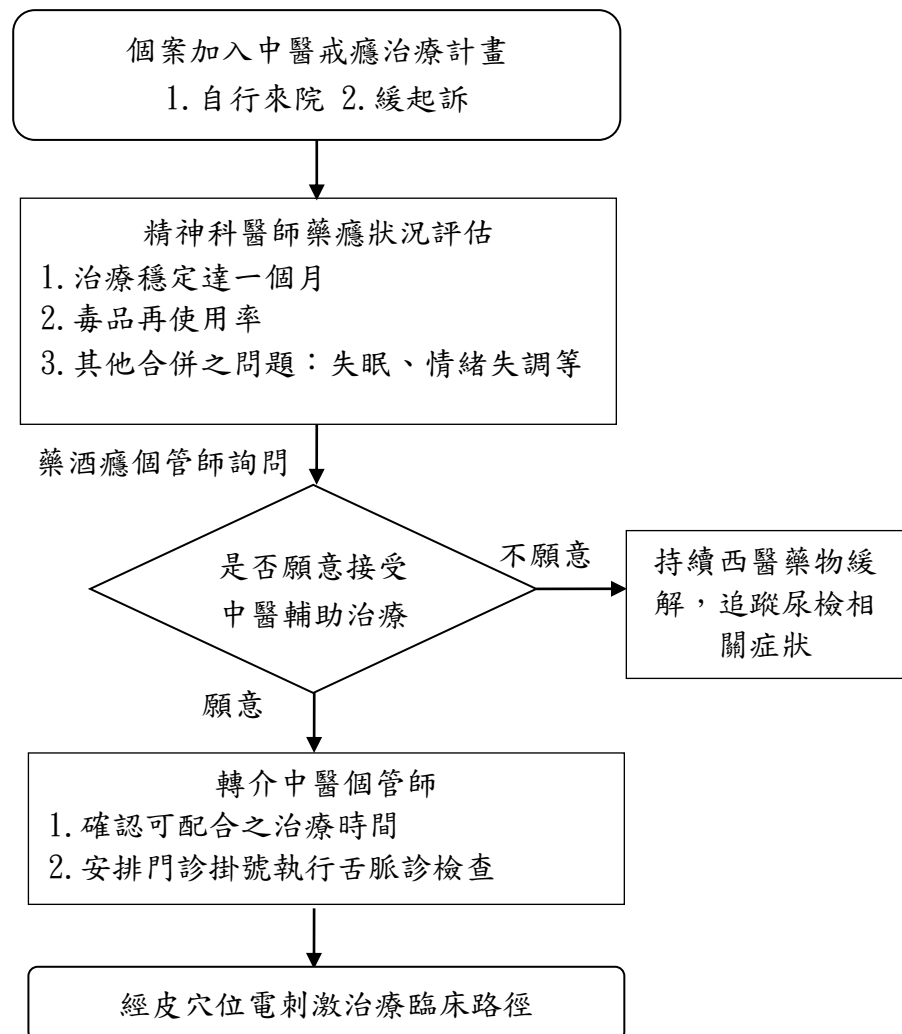 個案加入中醫戒癮治療計畫
1.自行來院 2.緩起訴
精神科醫師藥癮狀況評估
1.治療穩定達一個月
2.毒品再使用率
3.其他合併之問題：失眠、情緒失調等
藥酒癮個管師詢問
是否願意接受
中醫輔助治療
不願意
持續西醫藥物緩
解，追蹤尿檢相
關症狀
願意
轉介中醫個管師
1.確認可配合之治療時間
2.安排門診掛號執行舌脈診檢查
經皮穴位電刺激治療臨床路徑